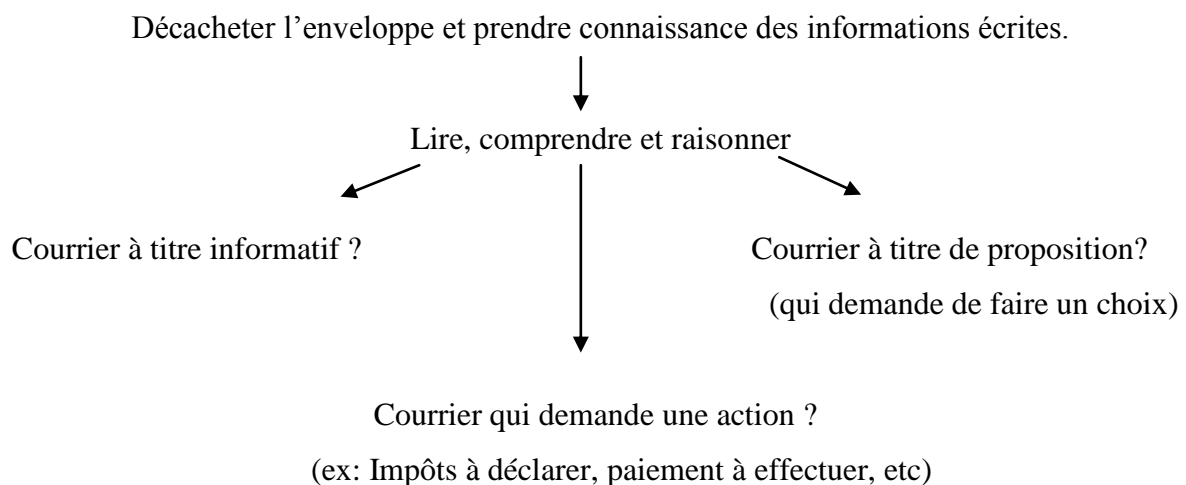 Décacheter l’enveloppe et prendre connaissance des informations écrites.
Lire, comprendre et raisonner
Courrier à titre informatif ?
Courrier à titre de proposition?
(qui demande de faire un choix)
Courrier qui demande une action ?
(ex: Impôts à déclarer, paiement à effectuer, etc)